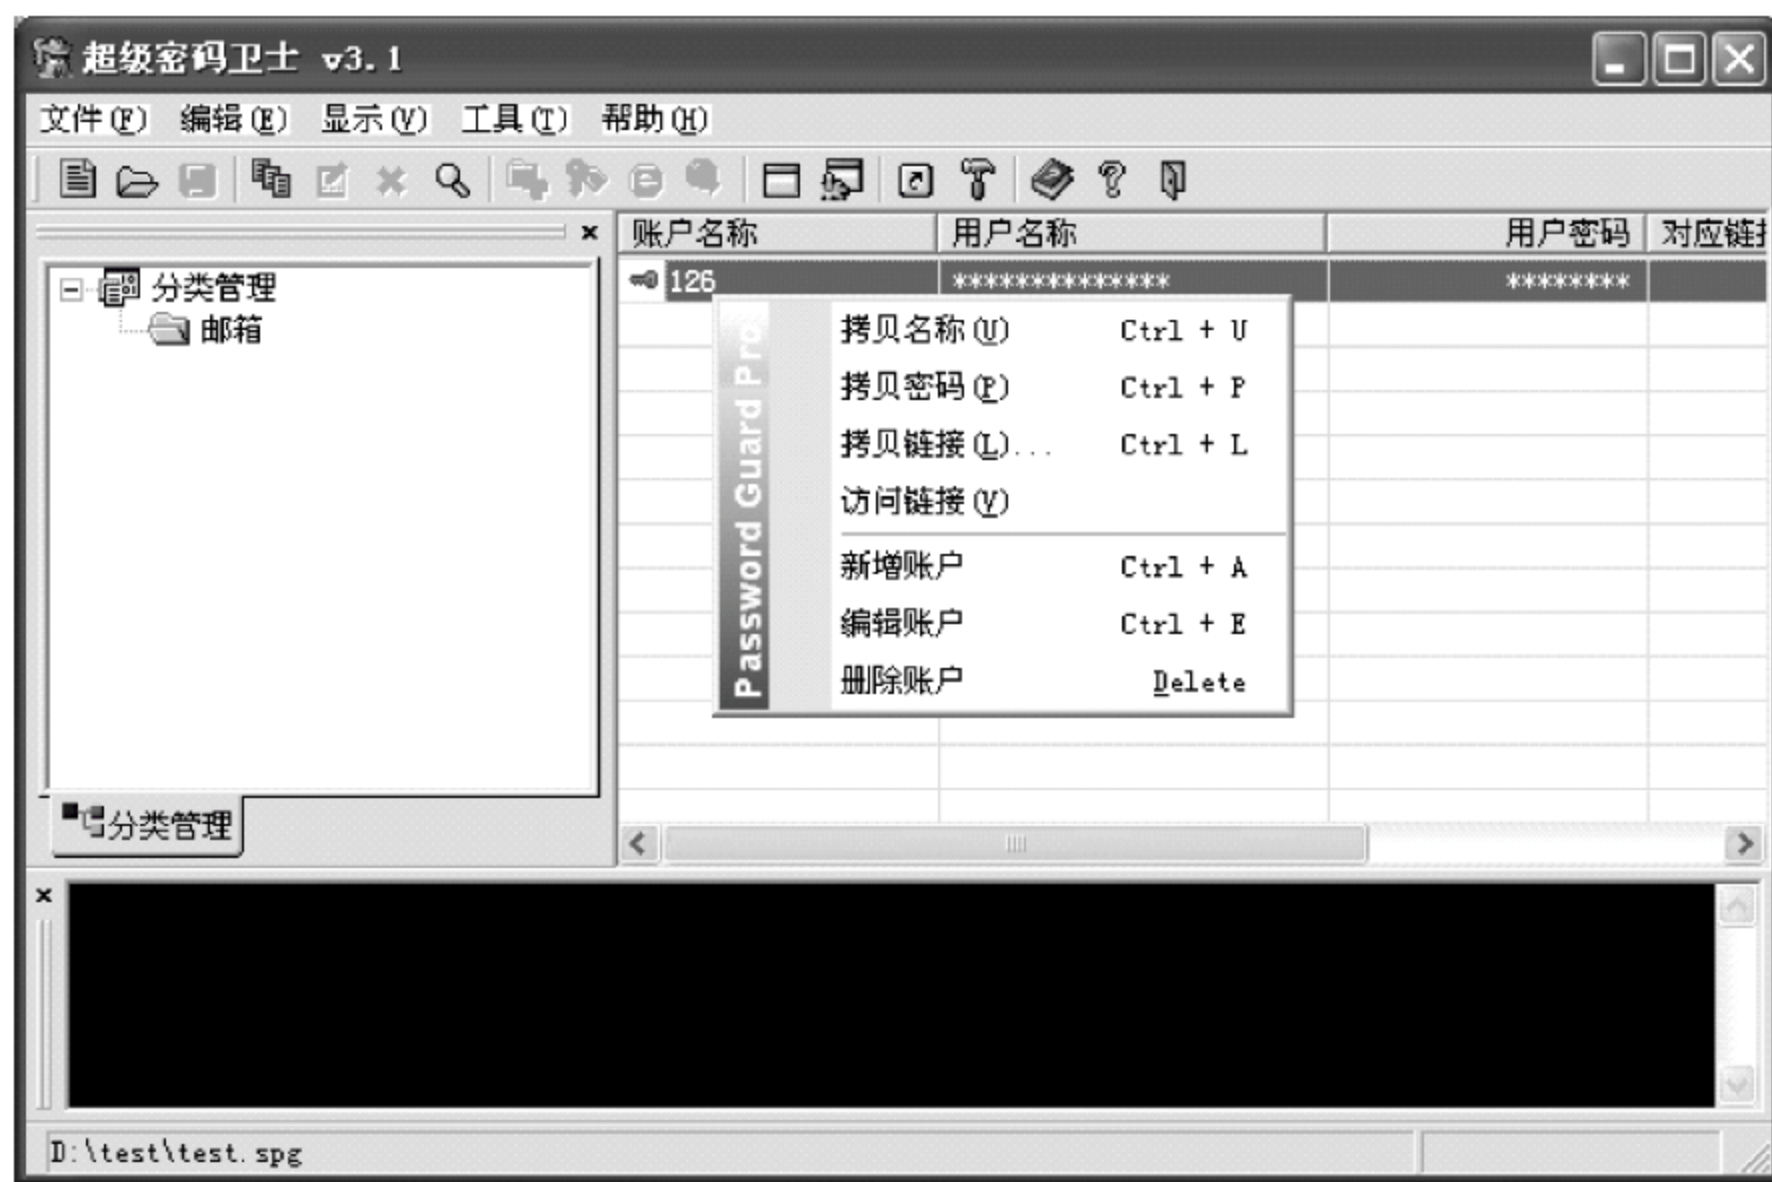 超级密码卫士 v3.1
文件(F) 编辑(E) 显示(V) 工具(T) 帮助(H)
账户名称 用户名称 用户密码 对应链接
126 ************** ********
分类管理
邮箱
拷贝名称(U) Ctrl + U
拷贝密码(P) Ctrl + P
拷贝链接(L)... Ctrl + L
访问链接(V)
新增账户 Ctrl + A
编辑账户 Ctrl + E
删除账户 Delete
Password Guard Pro
分类管理
D:\test\test.spg